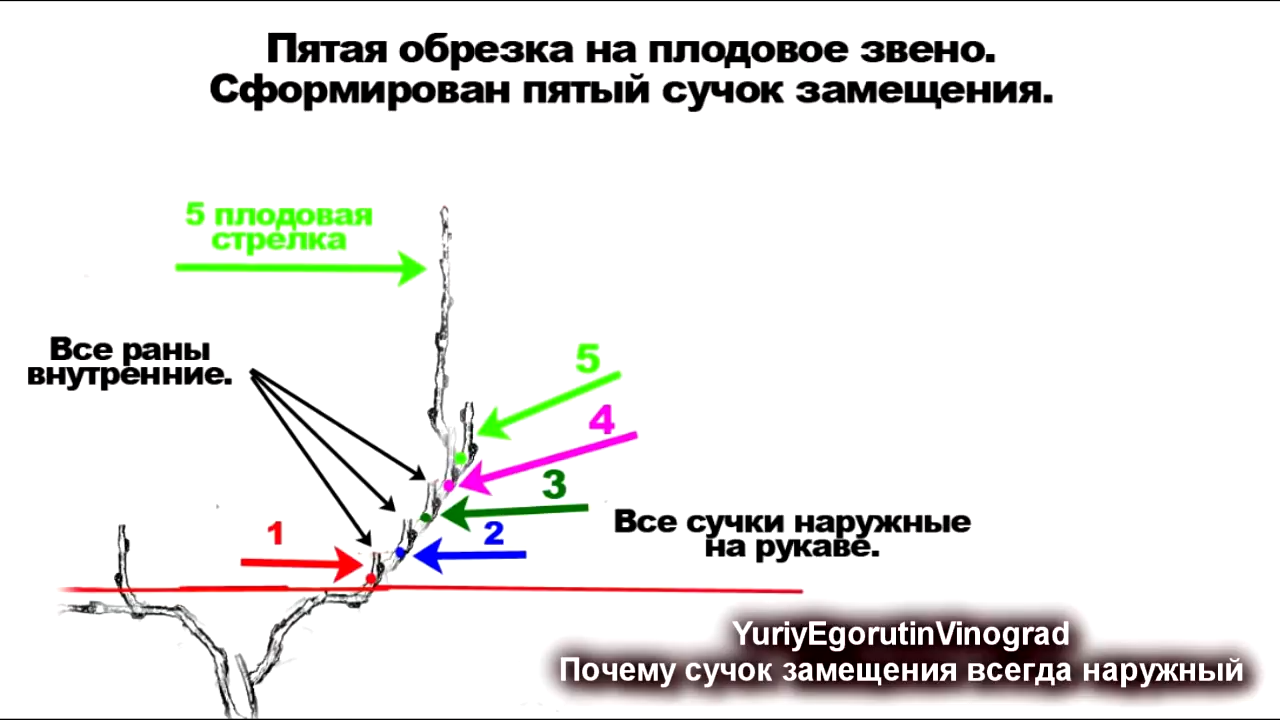 Пятая обрезка на плодовое звено.
Сформирован пятый сучок замещения.
5 плодовая
стрелка
Все раны
внутренние.
5
4
3
2
1
Все сучки наружные
на рукаве.
YuriyEgorutinVinograd
Почему сучок замещения всегда наружный